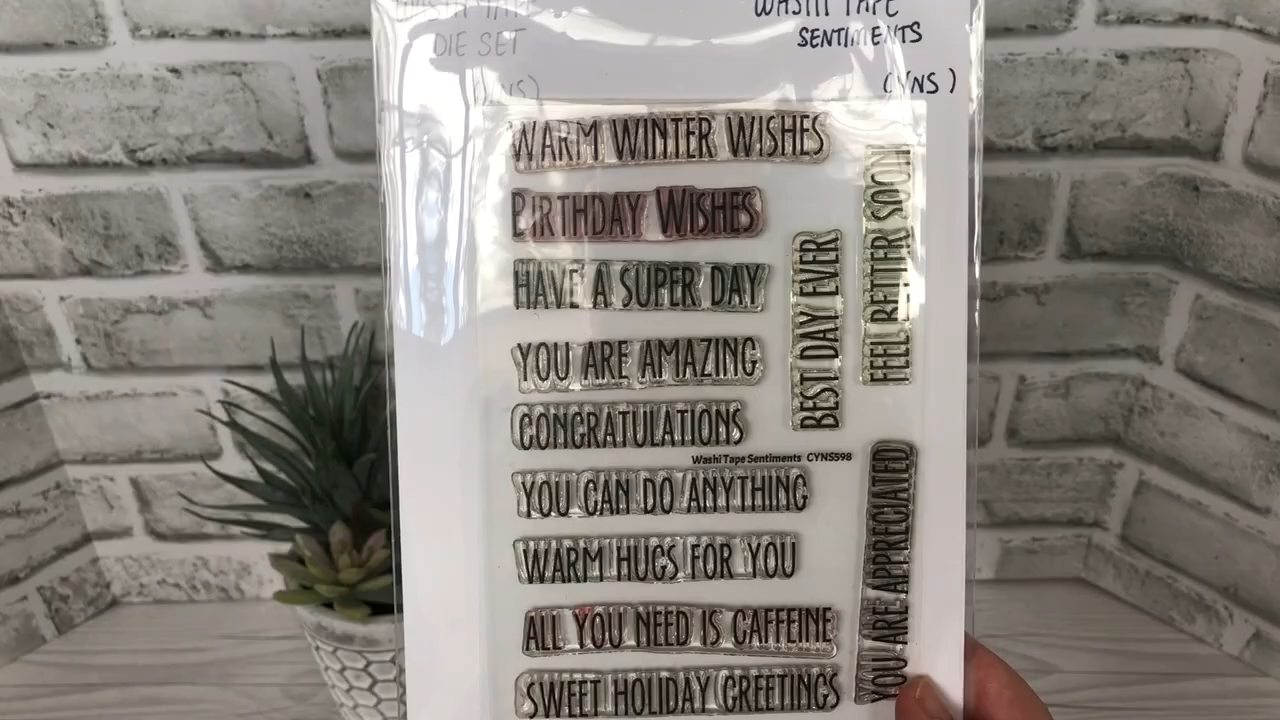 WASHI TAPE
DIE SET
WASHI TAPE
SENTIMENTS
(CYNS)
WARM WINTER WISHES
BIRTHDAY WISHES
HAVE A SUPER DAY
YOU ARE AMAZING
CONGRATULATIONS
Washi Tape Sentiments CYNS598
YOU CAN DO ANYTHING
WARM HUGS FOR YOU
ALL YOU NEED IS CAFFEINE
SWEET HOLIDAY GREETINGS
BEST DAY EVER
FEEL BETTER SOON
YOU ARE APPRECIATED